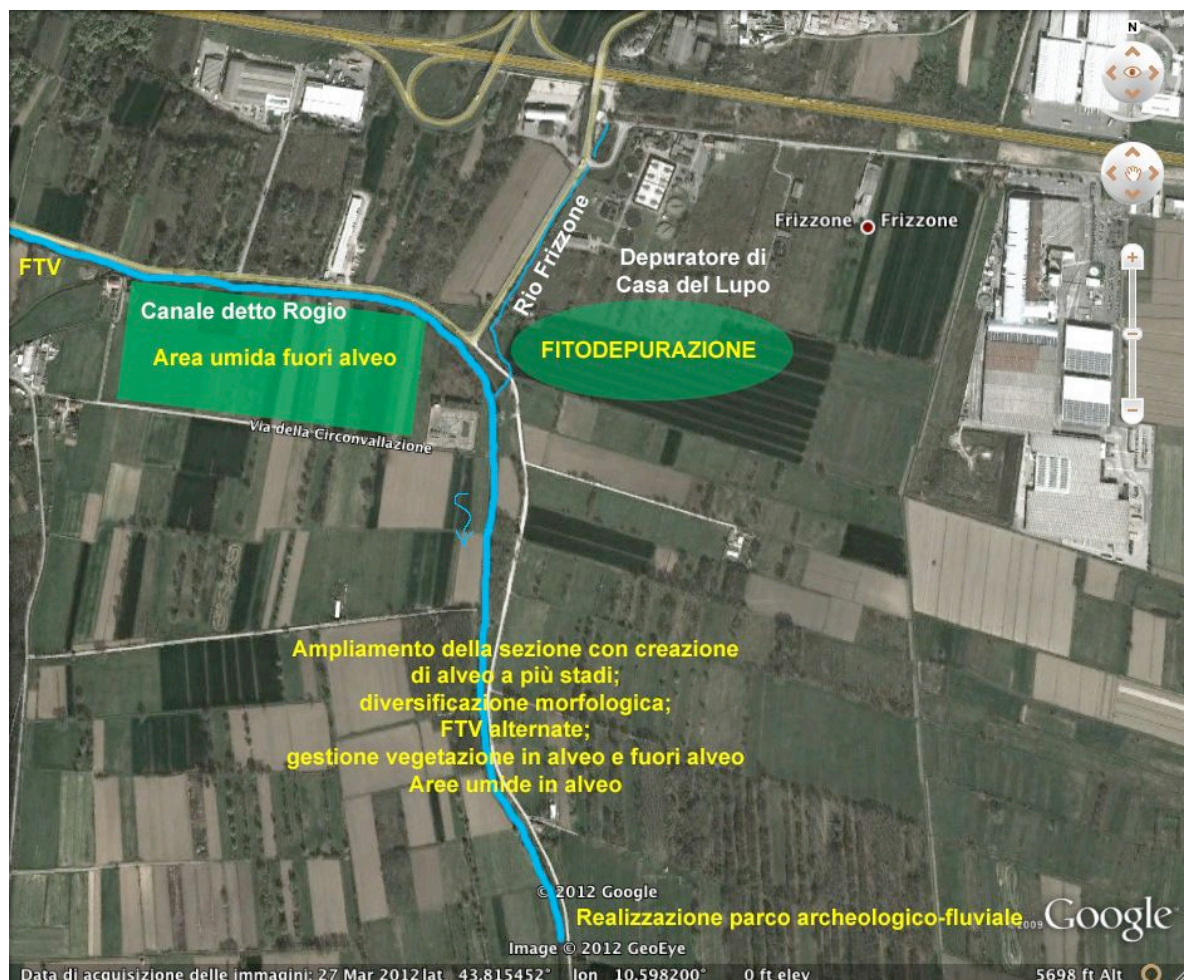 N
Frizzone Frizzone
Rio Frizzone
Depuratore di
Casa del Lupo
FTV
Canale detto Rogio
Area umida fuori alveo
FITODEPURAZIONE
Via della Circonvallazione
Ampliamento della sezione con creazione
di alveo a più stadi;
diversificazione morfologica;
FTV alternate;
gestione vegetazione in alveo e fuori alveo
Aree umide in alveo
© 2012 Google
Realizzazione parco archeologico-fluviale
©2009 Google
Image © 2012 GeoEye
Data di acquisizione delle immagini: 27 Mar 2012 lat 43.815452° lon 10.598200° 0 ft elev 5698 ft Alt